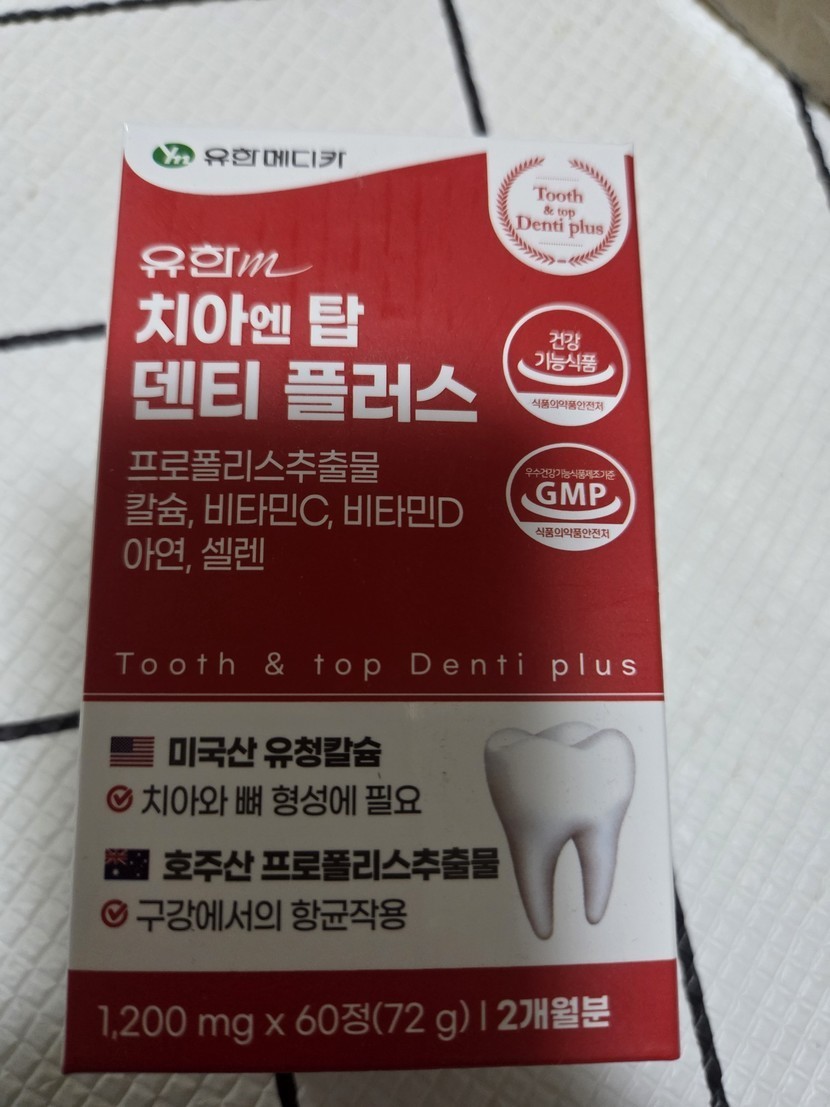 Yn 유한메디카
Tooth
& top
Denti plus
유한m
치아엔 탑
덴티 플러스
건강
기능식품
식품의약품안전처
프로폴리스추출물
칼슘, 비타민C, 비타민D
아연, 셀렌
우수건강기능식품제조기준
GMP
식품의약품안전처
Tooth & top Denti plus
미국산 유청칼슘
치아와 뼈 형성에 필요
호주산 프로폴리스추출물
구강에서의 항균작용
1,200 mg x 60정(72 g) | 2개월분